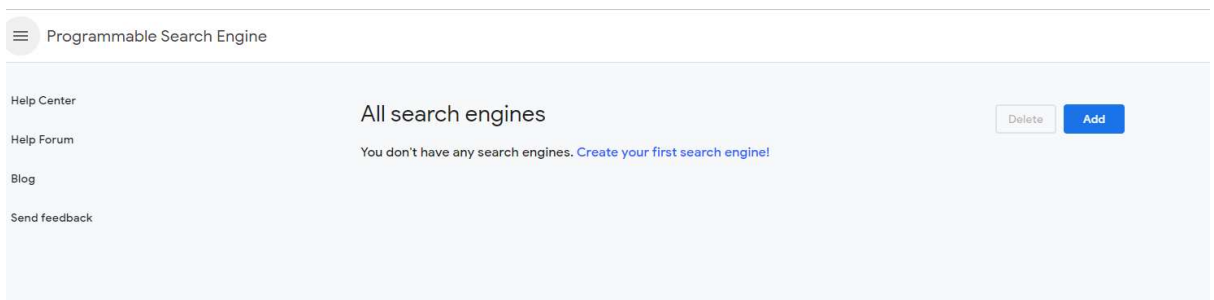 Programmable Search Engine
Help Center
Help Forum
Blog
Send feedback
All search engines
Delete
Add
You don't have any search engines. Create your first search engine!